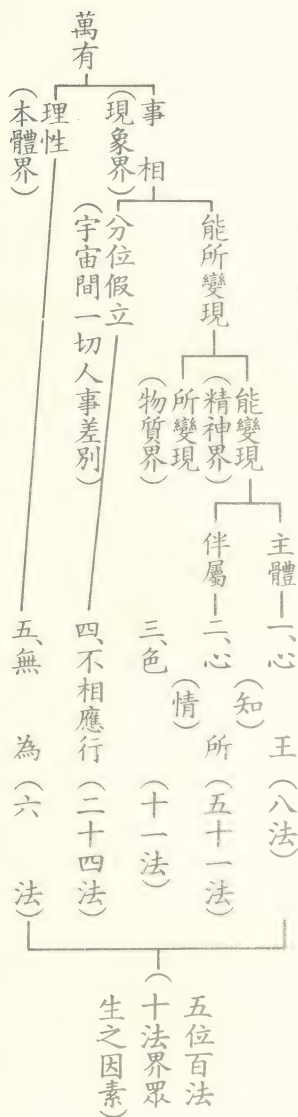 萬有
事相
（現象界）
理性
（本體界）
能所變現
分位假立
（宇宙間一切人事差別）
能變現
（精神界）
所變現
（物質界）
主體 一、心王（八法）
（知）
伴屬 二、心所（五十一法）
（情）
三、色（十一法）
四、不相應行（二十四法）
五、無為（六法）
五位百法
（十法界眾
生之因素）